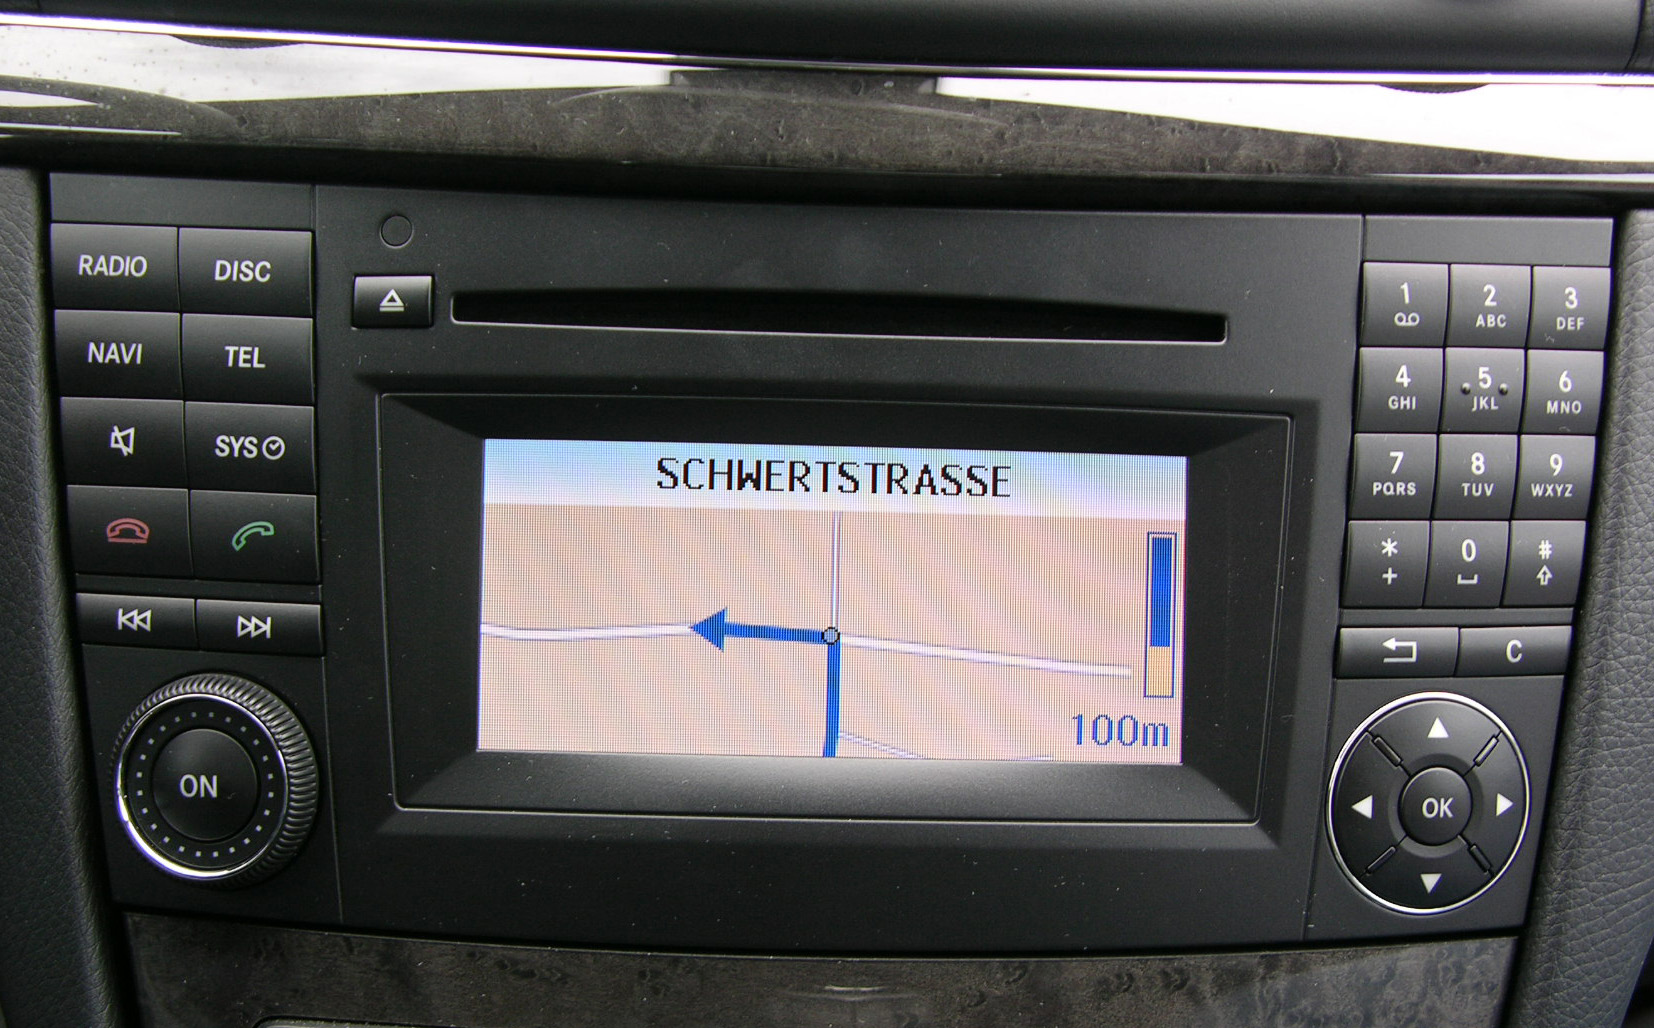 RADIO DISC
NAVI TEL
SYS
ON
SCHWERTSTRASSE
100m
1 2 3
ABC DEF
4 5 6
GHI JKL MNO
7 8 9
PQRS TUV WXYZ
* 0 #
+
C
OK